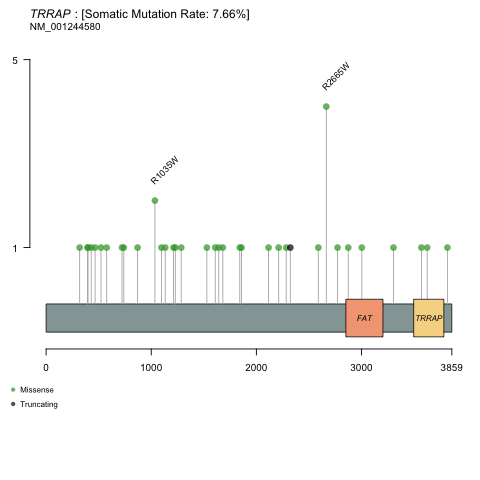 TRRAP : [Somatic Mutation Rate: 7.66%]
NM_001244580
5
R2665W
R1035W
1
FAT
TRRAP
0 1000 2000 3000 3859
Missense
Truncating